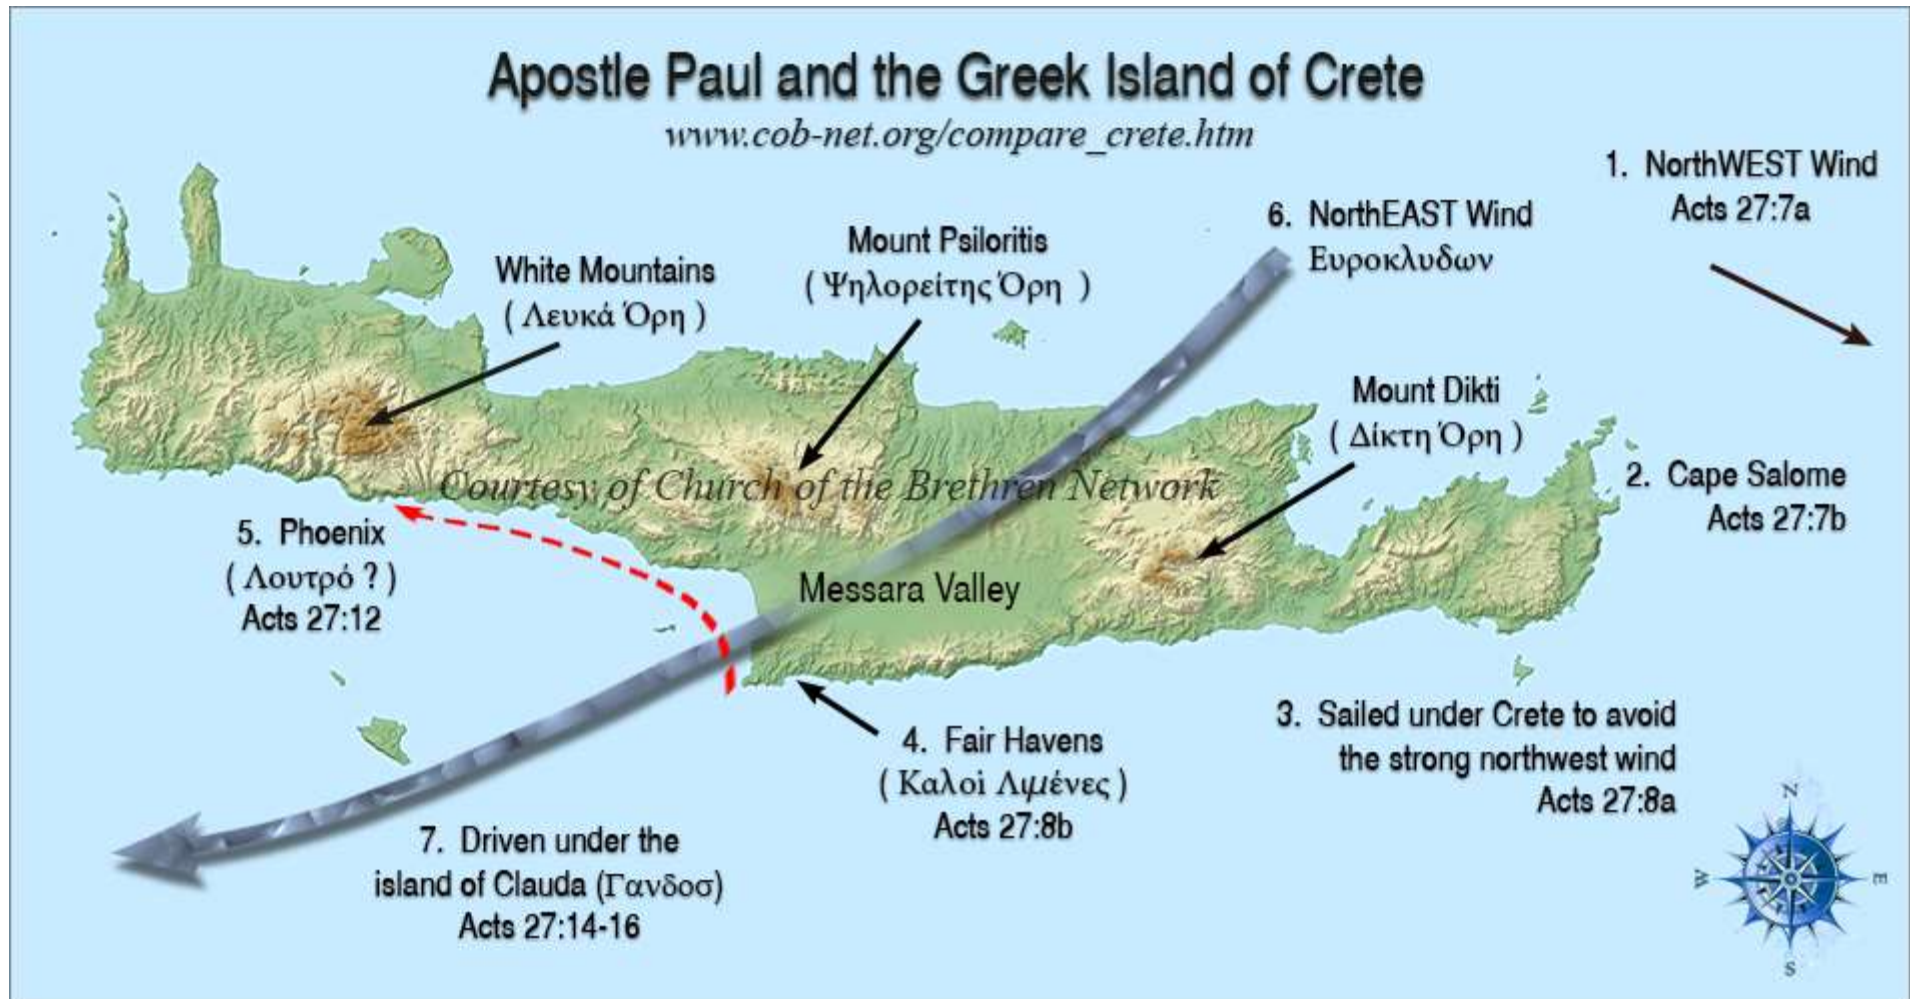 Apostle Paul and the Greek Island of Crete
www.cob-net.org/compare_crete.htm
1. NorthWEST Wind
Acts 27:7a
6. NorthEAST Wind
Ευροκλυδων
Mount Psiloritis
( Ψηλορείτης Όρη )
White Mountains
( Λευκά Όρη )
Mount Dikti
( Δίκτη Όρη )
2. Cape Salome
Acts 27:7b
Courtesy of Church of the Brethren Network
5. Phoenix
( Λουτρό ? )
Acts 27:12
Messara Valley
3. Sailed under Crete to avoid
the strong northwest wind
Acts 27:8a
4. Fair Havens
( Καλοὶ Λιμένες )
Acts 27:8b
7. Driven under the
island of Clauda (Γανδοσ)
Acts 27:14-16
N
W
E
S